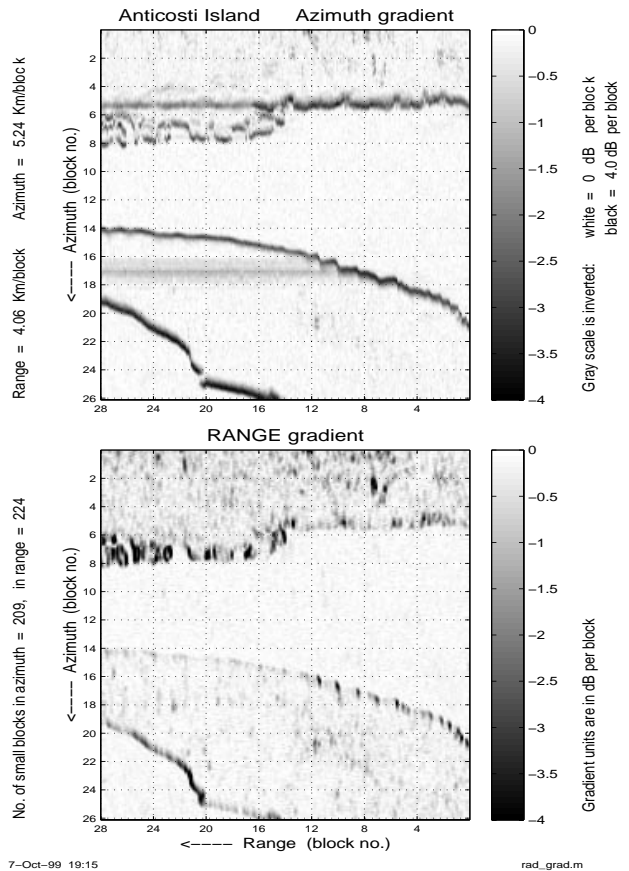 Anticosti Island Azimuth gradient
Azimuth = 5.24 Km/bloc k
Range = 4.06 Km/block
<−−−− Azimuth (block no.)
2
4
6
8
10
12
14
16
18
20
22
24
26
28 24 20 16 12 8 4 0
0
−0.5
−1
−1.5
−2
−2.5
−3
−3.5
−4
white = 0 dB per bloc k
black = 4.0 dB per block
Gray scale is inverted:
RANGE gradient
No. of small blocks in azimuth = 209, in range = 224
<−−−− Azimuth (block no.)
2
4
6
8
10
12
14
16
18
20
22
24
26
28 24 20 16 12 8 4 0
<−−−− Range (block no.)
0
−0.5
−1
−1.5
−2
−2.5
−3
−3.5
−4
Gradient units are in dB per block
7−Oct−99 19:15 rad_grad.m